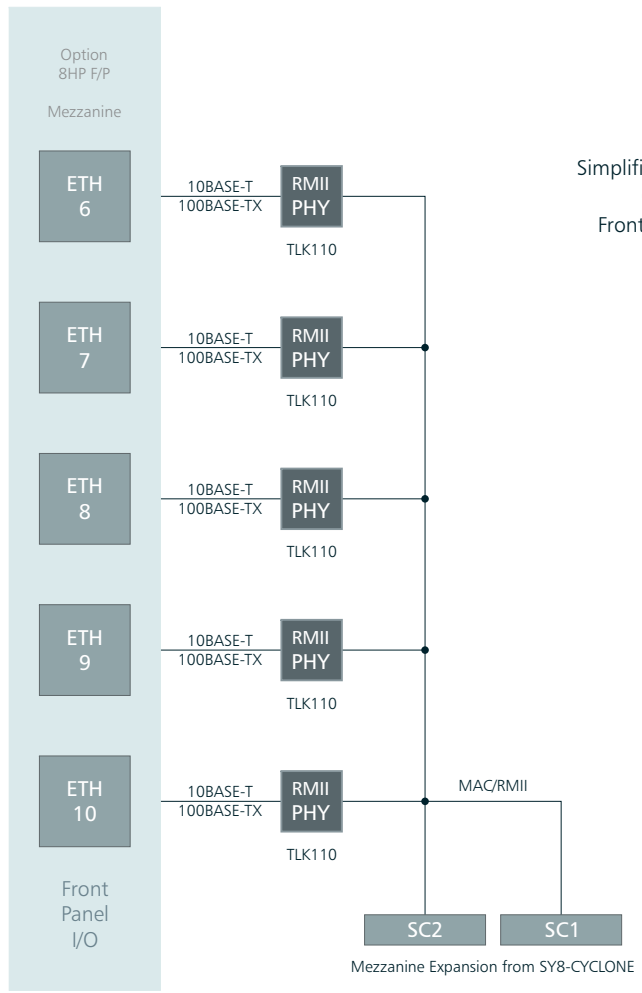 Option
8HP F/P
Mezzanine
Simplifi
Front
ETH
6
10BASE-T
100BASE-TX
RMII
PHY
TLK110
ETH
7
10BASE-T
100BASE-TX
RMII
PHY
TLK110
ETH
8
10BASE-T
100BASE-TX
RMII
PHY
TLK110
ETH
9
10BASE-T
100BASE-TX
RMII
PHY
TLK110
ETH
10
10BASE-T
100BASE-TX
RMII
PHY
TLK110
MAC/RMII
Front
Panel
I/O
SC2
SC1
Mezzanine Expansion from SY8-CYCLONE